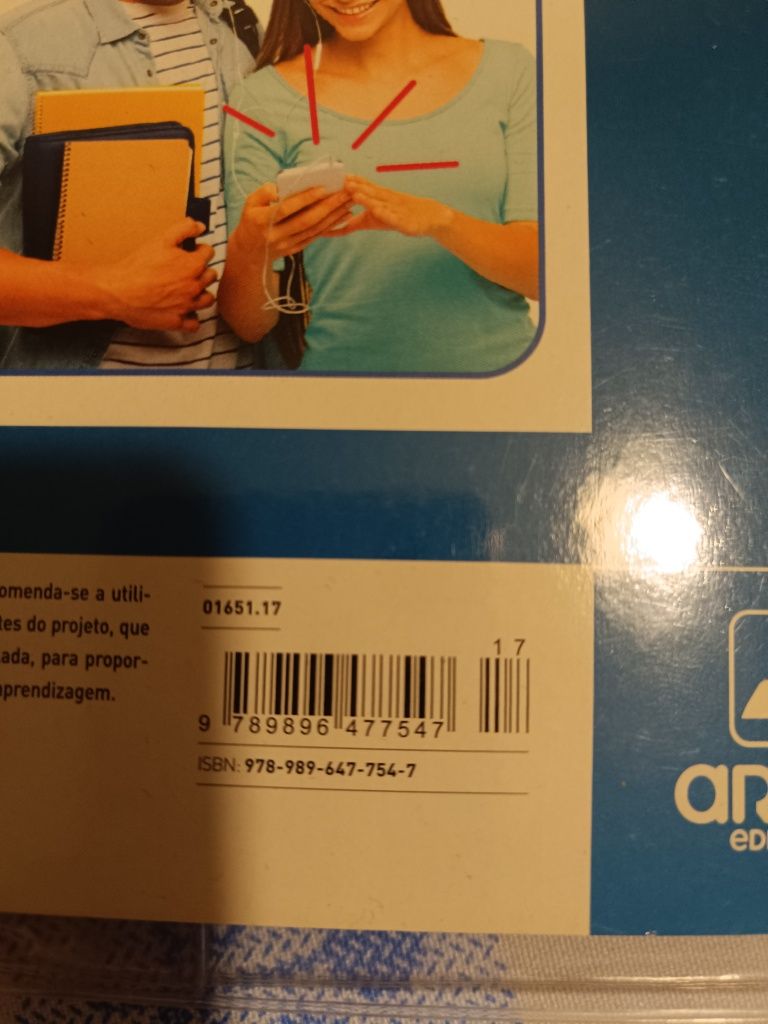 omenda-se a utili-
tes do projeto, que
ada, para propor-
aprendizagem.
01651.17
17
9 789896 477547
ISBN: 978-989-647-754-7